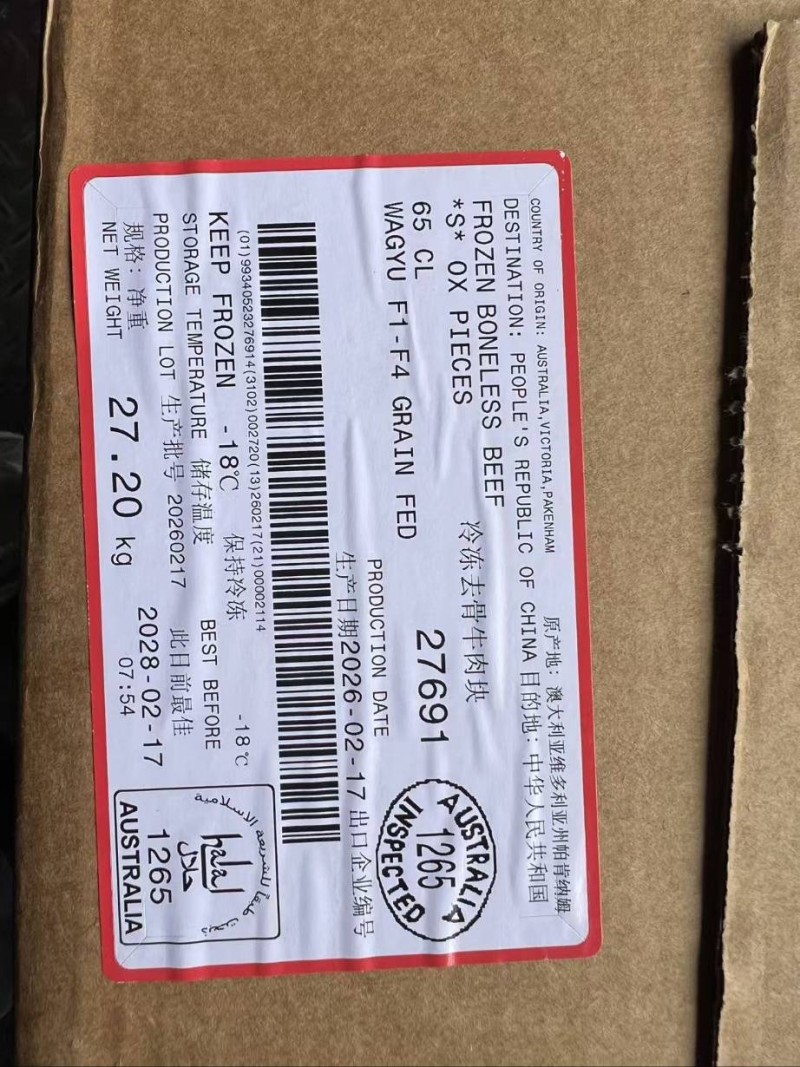 COUNTRY OF ORIGIN: AUSTRALIA,VICTORIA,PAKENHAM 原产地: 澳大利亚维多利亚州帕肯纳姆
DESTINATION: PEOPLE'S REPUBLIC OF CHINA 目的地: 中华人民共和国
FROZEN BONELESS BEEF 冷冻去骨牛肉块
*S* OX PIECES
65 CL 27691
WAGYU F1-F4 GRAIN FED
PRODUCTION DATE
生产日期2026-02-17 出口企业编号
AUSTRALIA
1265
INSPECTED
(01)99340523276914(3102)002720(13)260217(21)00002114
KEEP FROZEN -18℃ 保持冷冻 -18℃
STORAGE TEMPERATURE 储存温度 BEST BEFORE
PRODUCTION LOT 生产批号 20260217 此日前最佳
规格: 净重 2028-02-17
NET WEIGHT 27.20 kg 07:54
halal
حلال
1265
AUSTRALIA